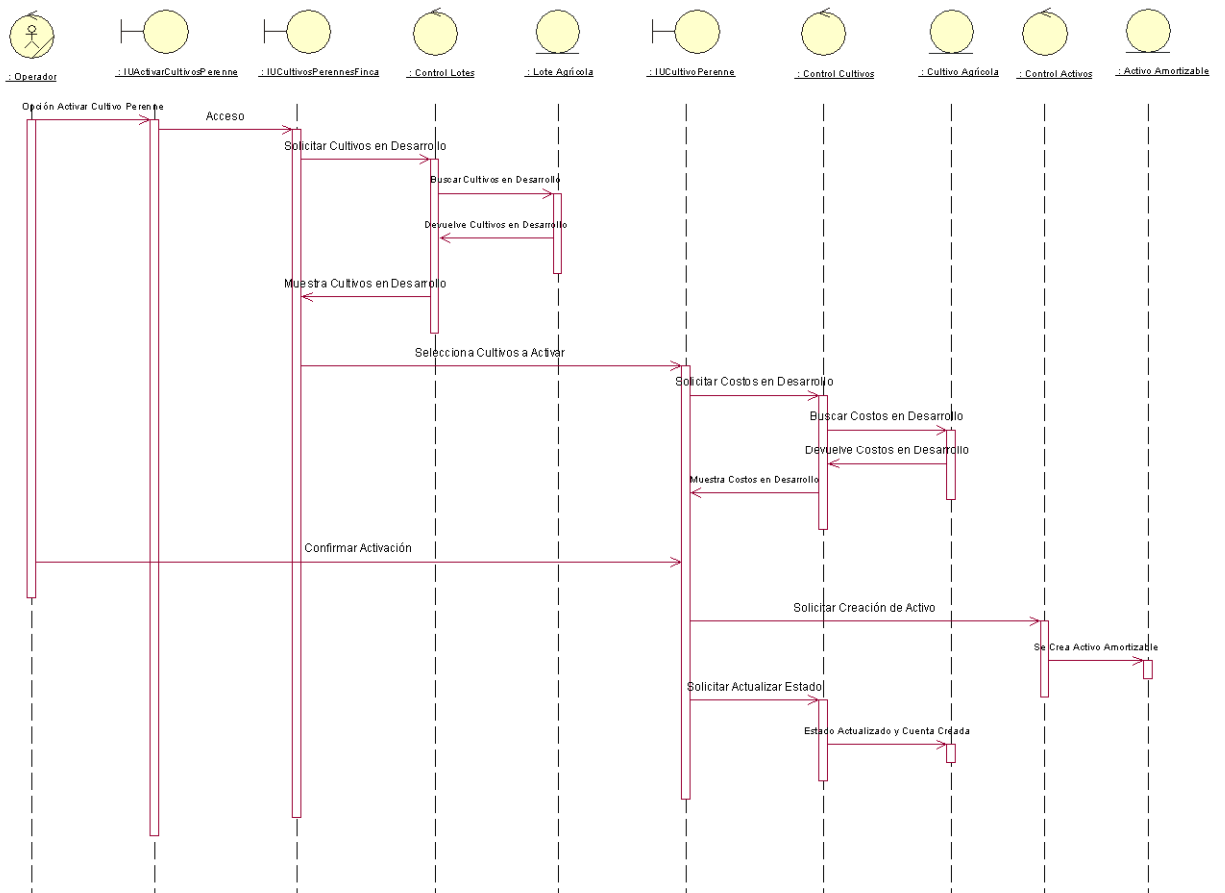 : Operador
: IUActivarCultivosPerenne
: IUCultivosPerennesFinca
: Control Lotes
: Lote Agrícola
: IUCultivoPerenne
: Control Cultivos
: Cultivo Agrícola
: Control Activos
: Activo Amortizable
Opción Activar Cultivo Perenne
Acceso
Solicitar Cultivos en Desarrollo
Buscar Cultivos en Desarrollo
Devuelve Cultivos en Desarrollo
Muestra Cultivos en Desarrollo
Selecciona Cultivos a Activar
Solicitar Costos en Desarrollo
Buscar Costos en Desarrollo
Devuelve Costos en Desarrollo
Muestra Costos en Desarrollo
Confirmar Activación
Solicitar Creación de Activo
Se Crea Activo Amortizable
Solicitar Actualizar Estado
Estado Actualizado y Cuenta Creada